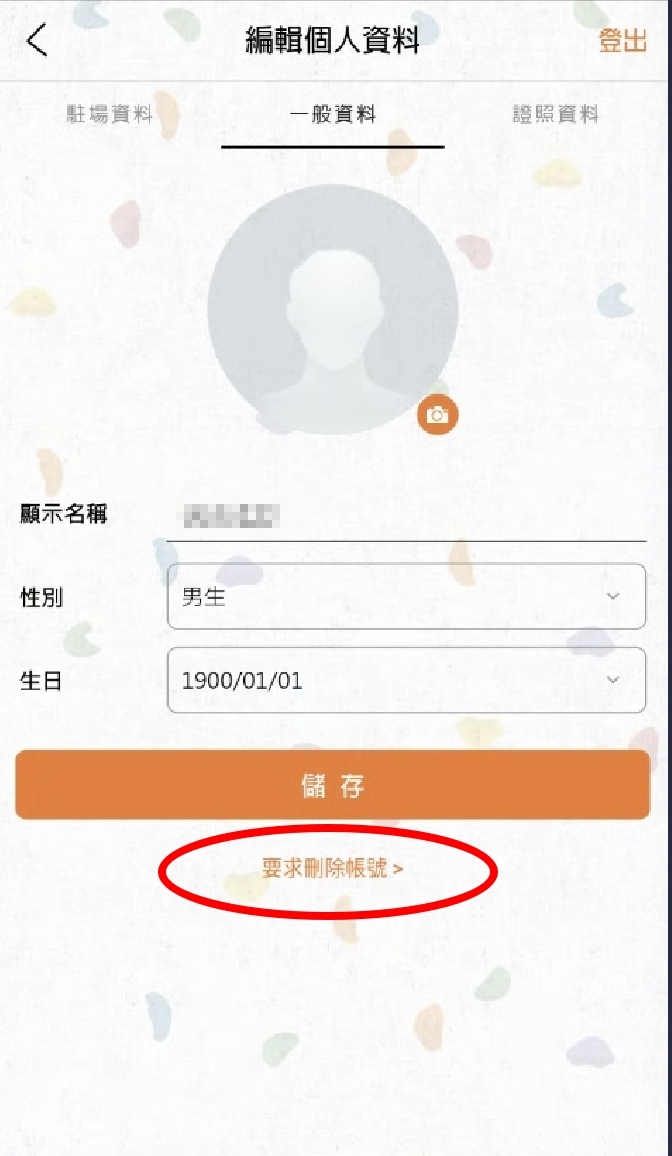 編輯個人資料
登出
駐場資料
一般資料
證照資料
顯示名稱
性別
男生
生日
1900/01/01
儲存
要求刪除帳號 >